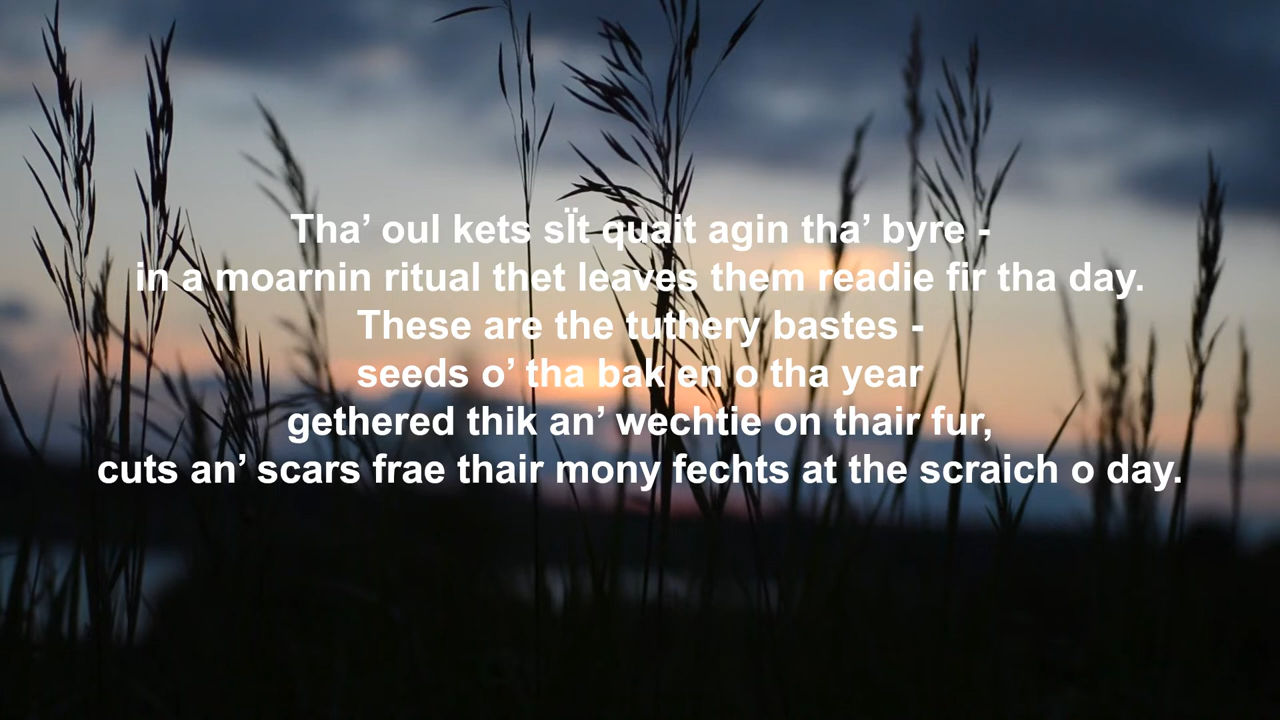 Tha’ oul kets sÏt quait agin tha’ byre -
in a moarnin ritual thet leaves them readie fir tha day.
These are the tuthery bastes -
seeds o’ tha bak en o tha year
gethered thik an’ wechtie on thair fur,
cuts an’ scars frae thair mony fechts at the scraich o day.